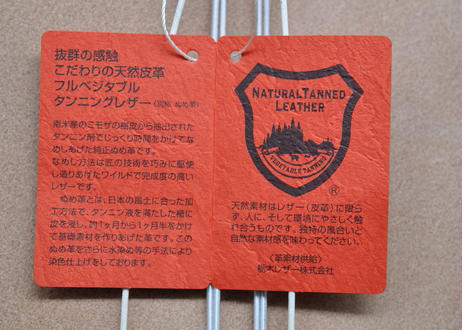 抜群の感触
こだわりの天然皮革
フルベジタブル
タンニングレザー(別称 ぬめ革)
南米産のミモザの樹皮から抽出された
タンニン剤でじっくり時間をかけてな
めしあげた純正ぬめ革です。
なめし方法は匠の技術を巧みに駆使
し造りあげたワイルドで完成度の高い
レザーです。
ぬめ革とは、日本の風土に合った加
工方法で、タンニン液を満たした槽に
皮を浸し、約1ヶ月から1ヶ月半をかけ
て基礎素材を作りあげた革です。この
ぬめ革をさらに水染め等の手法により
染色仕上げをしております。
NATURAL TANNED
LEATHER
VEGETABLE TANNING
®
天然素材はレザー(皮革)に限ら
ず、人に、そして環境にやさしく触
れ合うものです。独特の風合いと
自然な素材感を味わってください。
〈革素材供給〉
栃木レザー株式会社